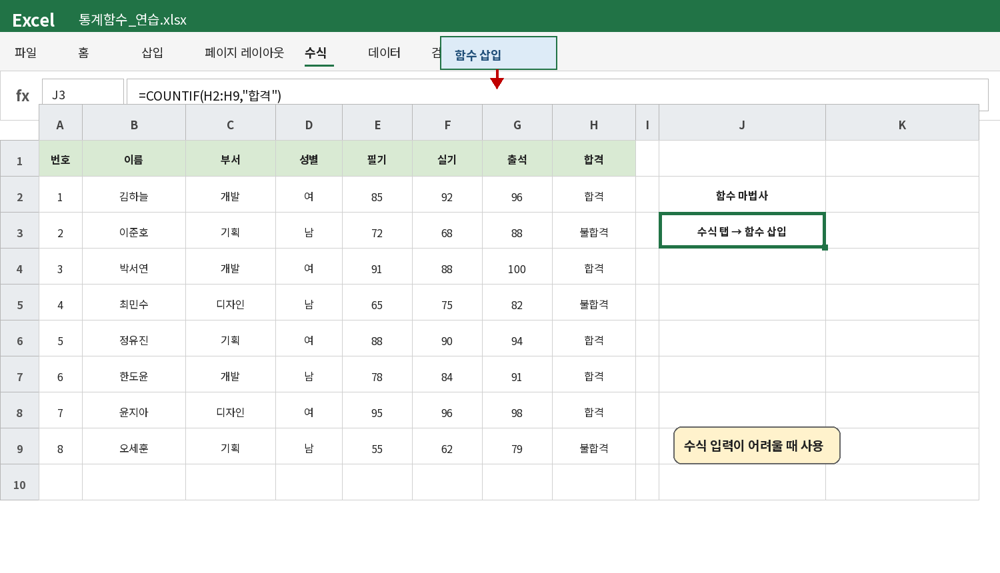 Excel 통계함수_연습.xlsx
파일 홈 삽입 페이지 레이아웃 수식 데이터 검
함수 삽입
fx J3 =COUNTIF(H2:H9,"합격")
A B C D E F G H I J K
1 번호 이름 부서 성별 필기 실기 출석 합격
2 1 김하늘 개발 여 85 92 96 합격 함수 마법사
3 2 이준호 기획 남 72 68 88 불합격 수식 탭 → 함수 삽입
4 3 박서연 개발 여 91 88 100 합격
5 4 최민수 디자인 남 65 75 82 불합격
6 5 정유진 기획 여 88 90 94 합격
7 6 한도윤 개발 남 78 84 91 합격
8 7 윤지아 디자인 여 95 96 98 합격
9 8 오세훈 기획 남 55 62 79 불합격 수식 입력이 어려울 때 사용
10